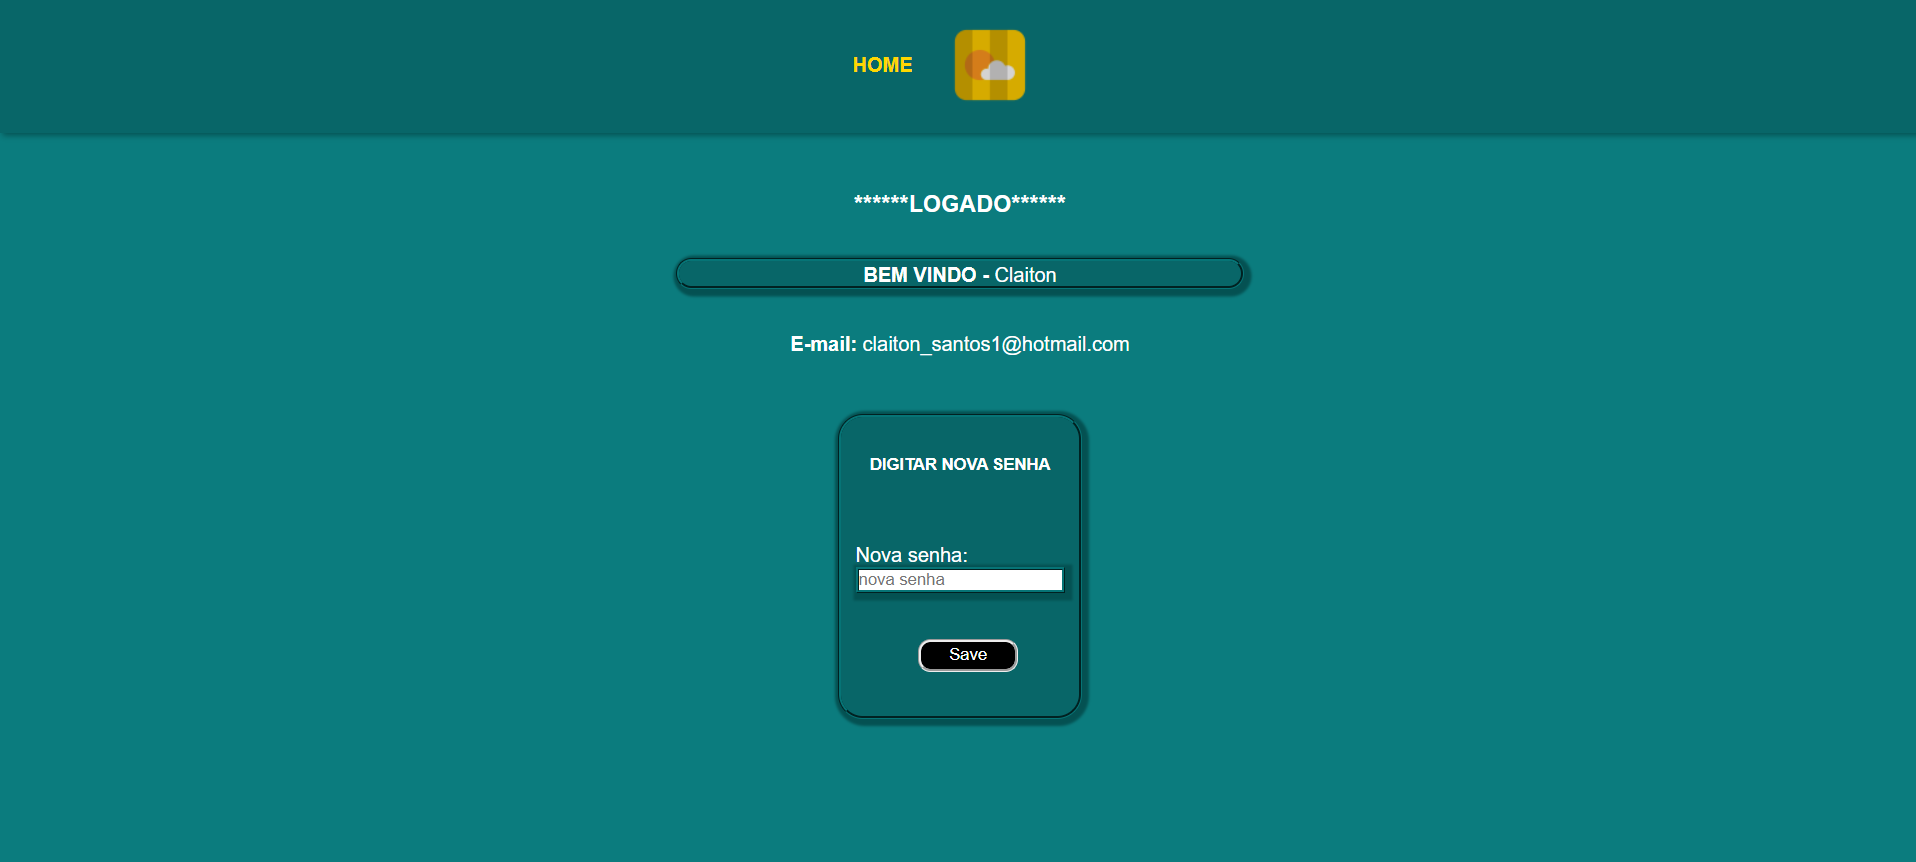 HOME
******LOGADO******
BEM VINDO - Claiton
E-mail: claiton_santos1@hotmail.com
DIGITAR NOVA SENHA
Nova senha:
nova senha
Save